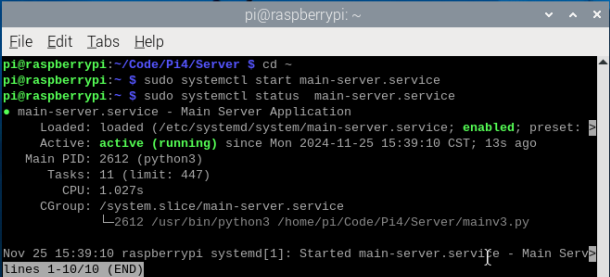 pi@raspberrypi: ~
File Edit Tabs Help
pi@raspberrypi:~/Code/Pi4/Server $ cd ~
pi@raspberrypi:~ $ sudo systemctl start main-server.service
pi@raspberrypi:~ $ sudo systemctl status  main-server.service
● main-server.service - Main Server Application
Loaded: loaded (/etc/systemd/system/main-server.service; enabled; preset: >
Active: active (running) since Mon 2024-11-25 15:39:10 CST; 13s ago
Main PID: 2612 (python3)
Tasks: 11 (limit: 447)
CPU: 1.027s
CGroup: /system.slice/main-server.service
└─2612 /usr/bin/python3 /home/pi/Code/Pi4/Server/mainv3.py
Nov 25 15:39:10 raspberrypi systemd[1]: Started main-server.service - Main Serv>
lines 1-10/10 (END)